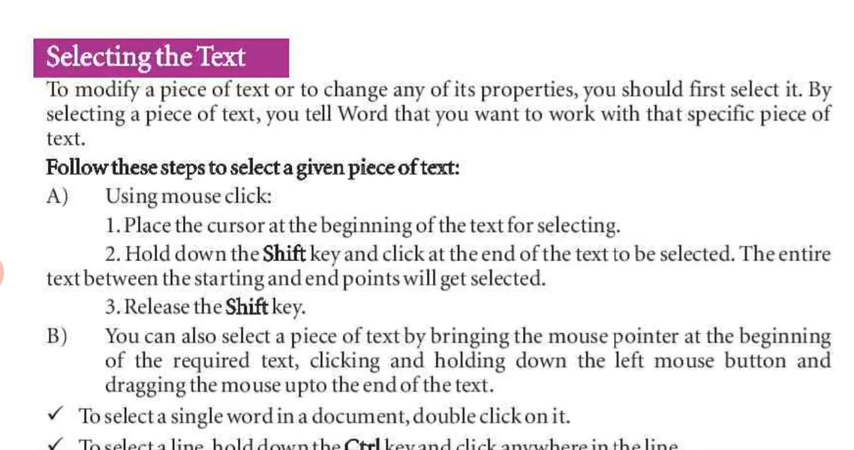 Selecting the Text
To modify a piece of text or to change any of its properties, you should first select it. By
selecting a piece of text, you tell Word that you want to work with that specific piece of
text.
Follow these steps to select a given piece of text:
A) Using mouse click:
1. Place the cursor at the beginning of the text for selecting.
2. Hold down the Shift key and click at the end of the text to be selected. The entire
text between the starting and end points will get selected.
3. Release the Shift key.
B) You can also select a piece of text by bringing the mouse pointer at the beginning
of the required text, clicking and holding down the left mouse button and
dragging the mouse upto the end of the text.
✓ To select a single word in a document, double click on it.
✓ To select a line, hold down the Ctrl key and click anywhere in the line.